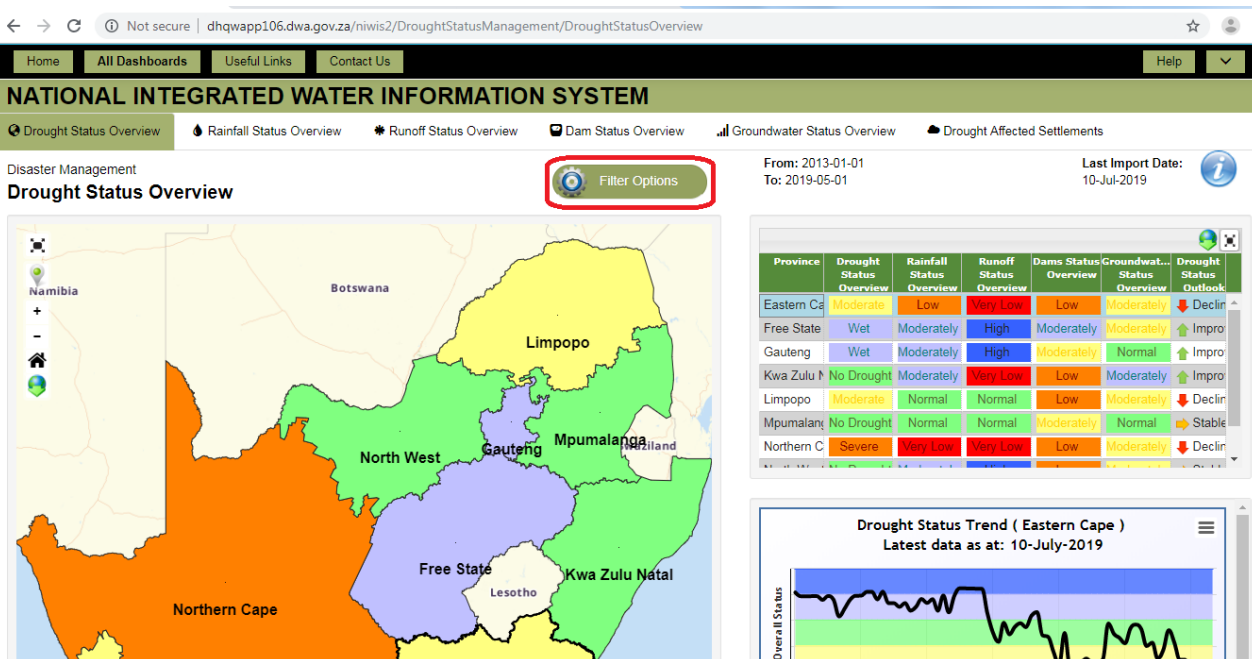 Not secure | dhqwapp106.dwa.gov.za/niwis2/DroughtStatusManagement/DroughtStatusOverview
Home All Dashboards Useful Links Contact Us Help
NATIONAL INTEGRATED WATER INFORMATION SYSTEM
Drought Status Overview Rainfall Status Overview Runoff Status Overview Dam Status Overview Groundwater Status Overview Drought Affected Settlements
Disaster Management
Drought Status Overview
Filter Options
From: 2013-01-01
To: 2019-05-01
Last Import Date:
10-Jul-2019
Namibia
Botswana
Limpopo
North West
Gauteng
Mpumalanga
Free State
Lesotho
Kwa Zulu Natal
Northern Cape
+
-
Province Drought Status Overview Rainfall Status Overview Runoff Status Overview Dams Status Overview Groundwat... Status Overview Drought Status Outlook
Eastern Ca Moderate Low Very Low Low Moderately Declin
Free State Wet Moderately High Moderately Moderately Impro
Gauteng Wet Moderately High Moderately Normal Impro
Kwa Zulu N No Drought Moderately Very Low Low Moderately Impro
Limpopo Moderate Normal Normal Low Moderately Declin
Mpumalang No Drought Normal Normal Moderately Normal Stable
Northern C Severe Very Low Very Low Low Moderately Declin
Drought Status Trend ( Eastern Cape )
Latest data as at: 10-July-2019
Overall Status